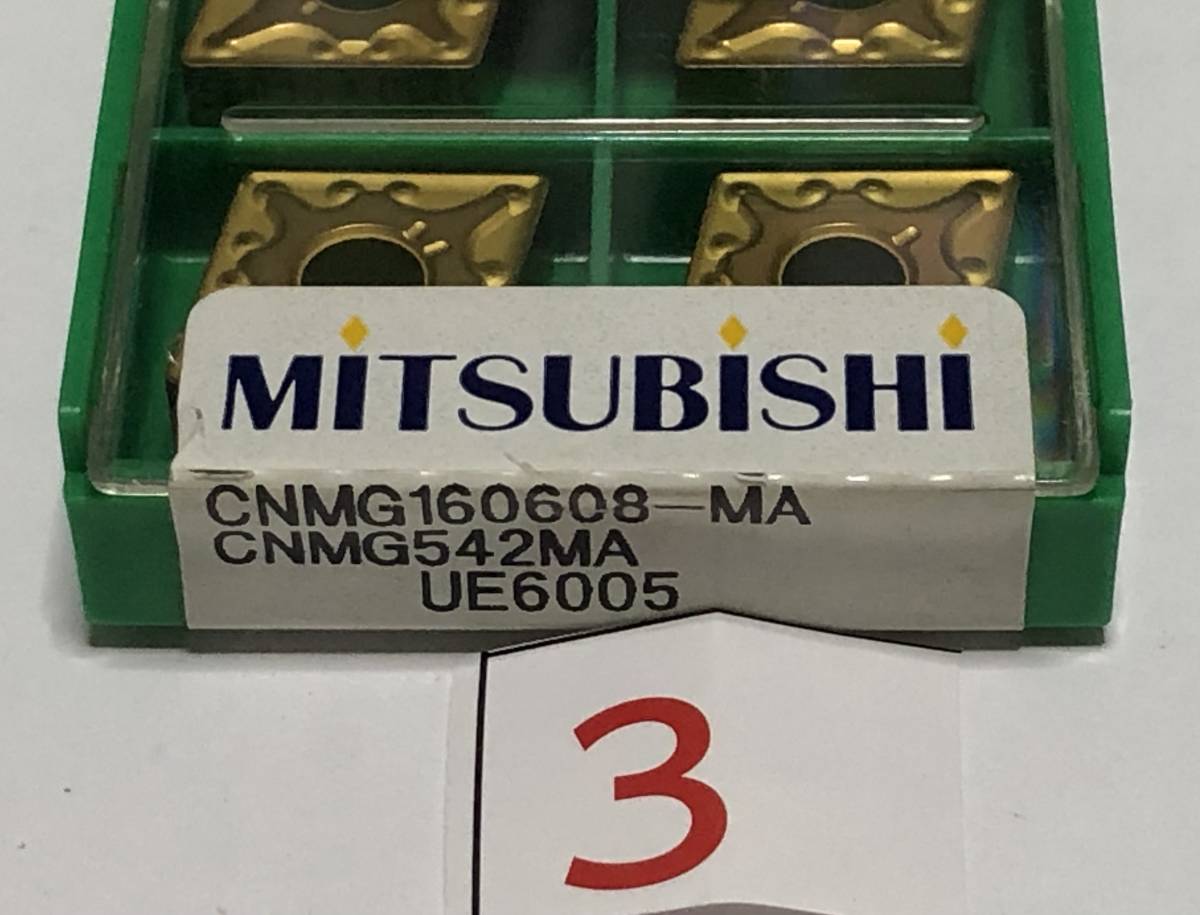 MITSUBISHI
CNMG160608-MA
CNMG542MA
UE6005
3